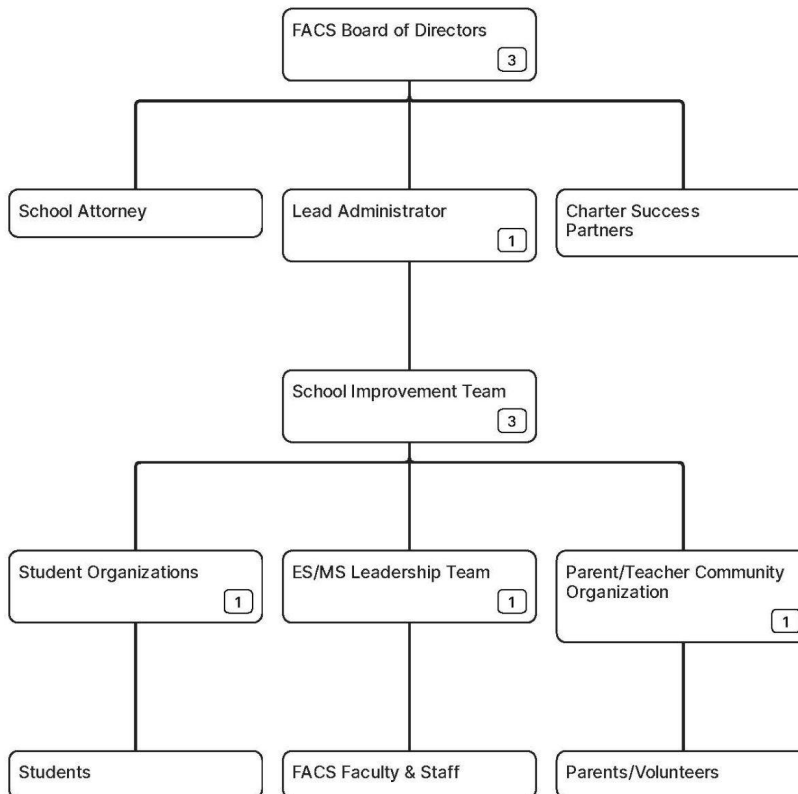 FACS Board of Directors
3
School Attorney
Lead Administrator
1
Charter Success
Partners
School Improvement Team
3
Student Organizations
1
ES/MS Leadership Team
1
Parent/Teacher Community
Organization
1
Students
FACS Faculty & Staff
Parents/Volunteers